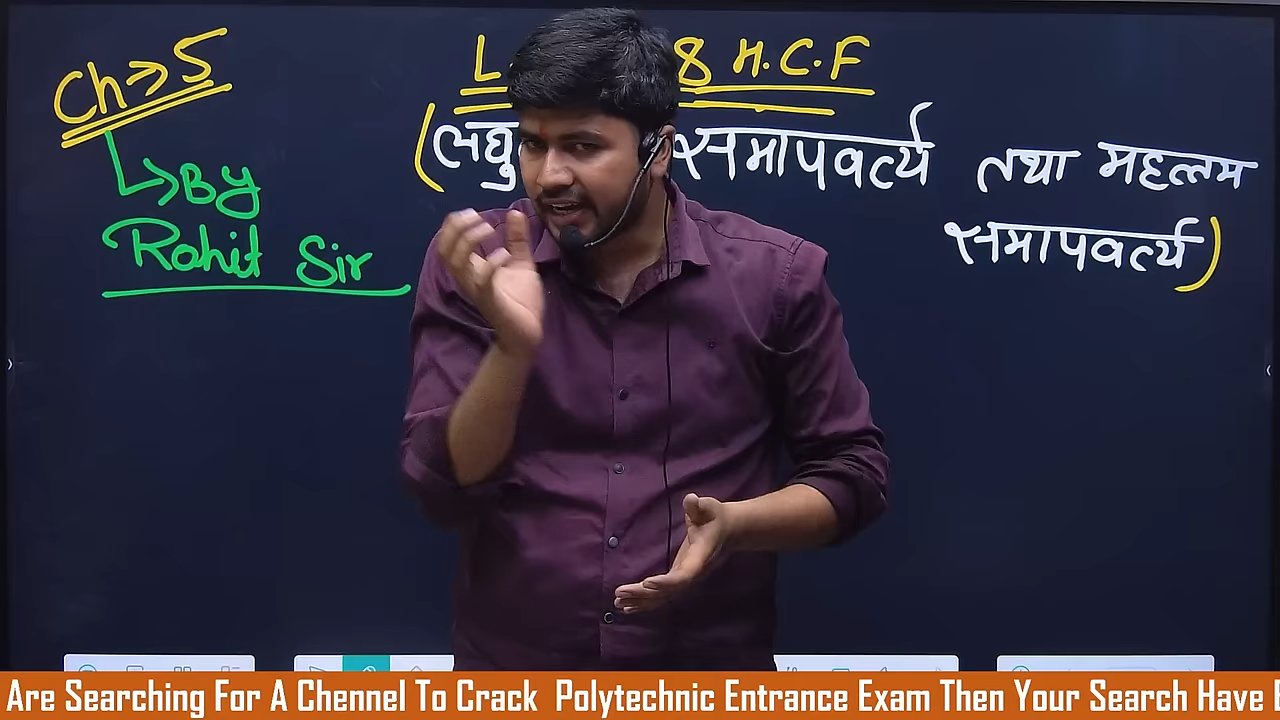 Ch→5
L 8 H.C.F
(लघु समापवर्त्य तथा महत्तम
समापवर्त्य)
↳By
Rohit Sir
Are Searching For A Chennel To Crack Polytechnic Entrance Exam Then Your Search Have